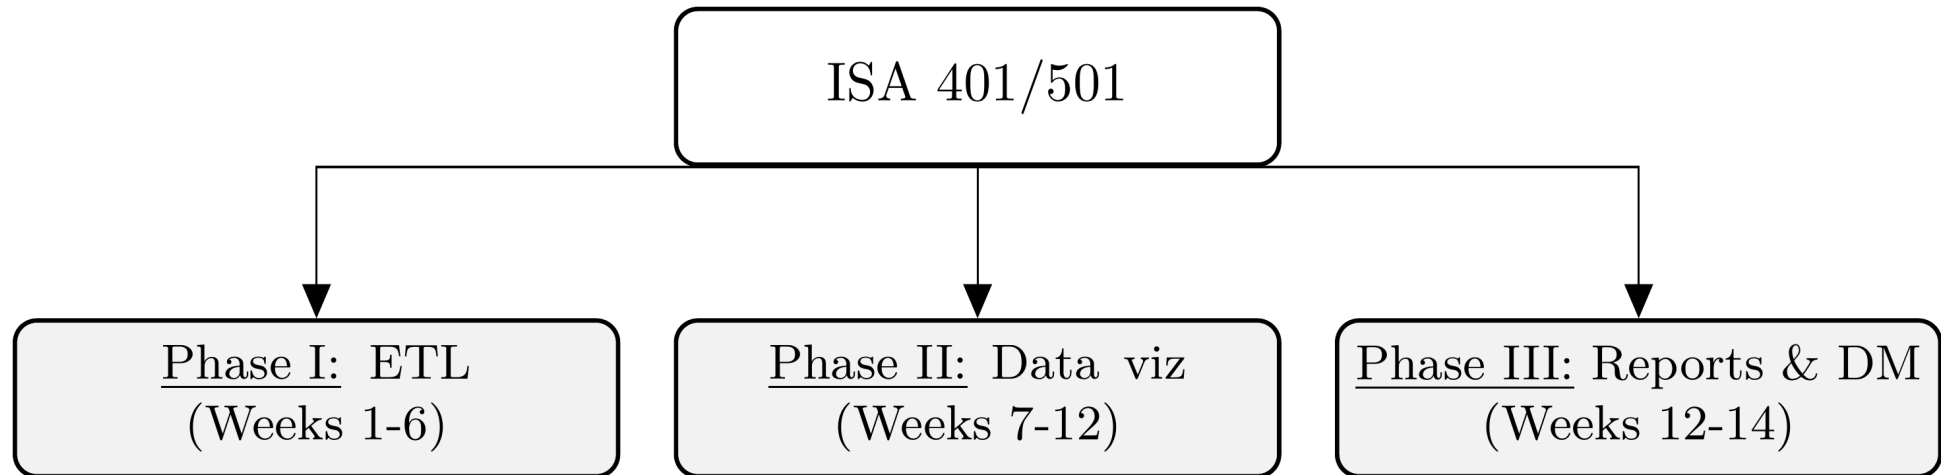 ISA 401/501
Phase I: ETL
(Weeks 1-6)
Phase II: Data viz
(Weeks 7-12)
Phase III: Reports & DM
(Weeks 12-14)